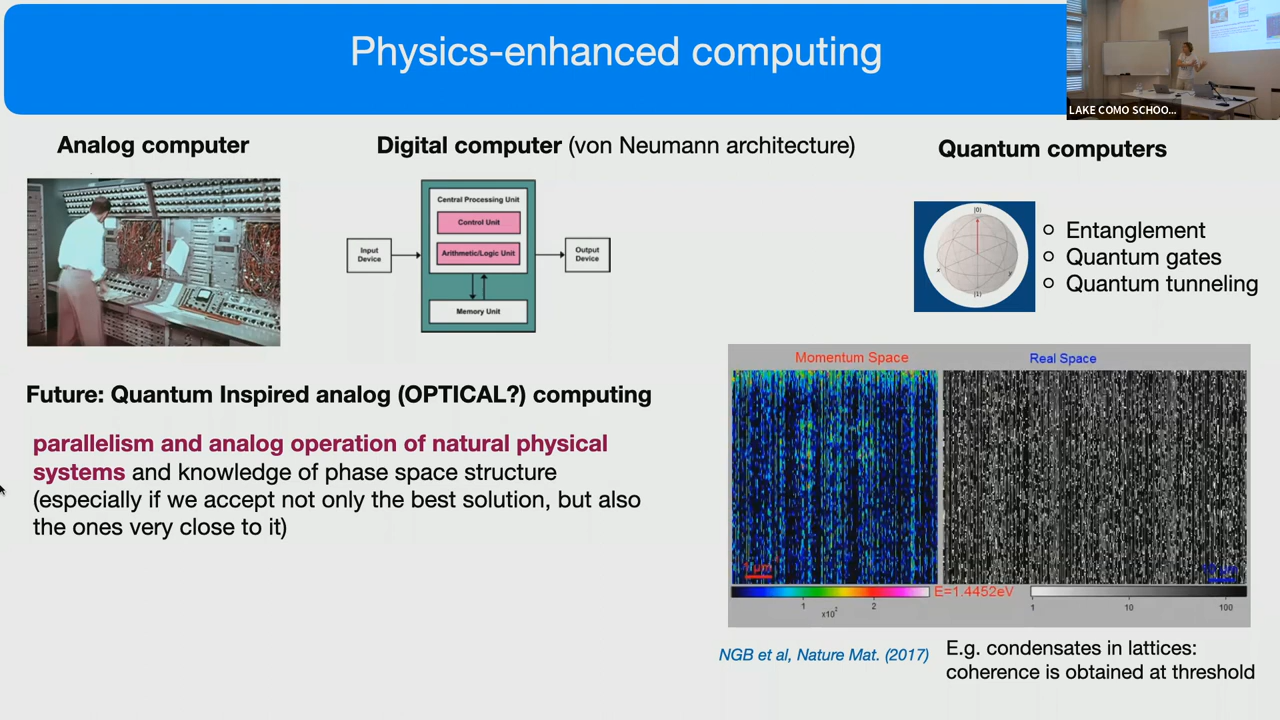 Physics-enhanced computing
LAKE COMO SCHOO...
Analog computer
Digital computer (von Neumann architecture)
Quantum computers
Central Processing Unit
Control Unit
Arithmetic/Logic Unit
Input
Device
Output
Device
Memory Unit
|0⟩
x
|1⟩
Entanglement
Quantum gates
Quantum tunneling
Future: Quantum Inspired analog (OPTICAL?) computing
parallelism and analog operation of natural physical
systems and knowledge of phase space structure
(especially if we accept not only the best solution, but also
the ones very close to it)
Momentum Space
Real Space
E=1.4452eV
1
2
x10²
1
10
100
NGB et al, Nature Mat. (2017)
E.g. condensates in lattices:
coherence is obtained at threshold